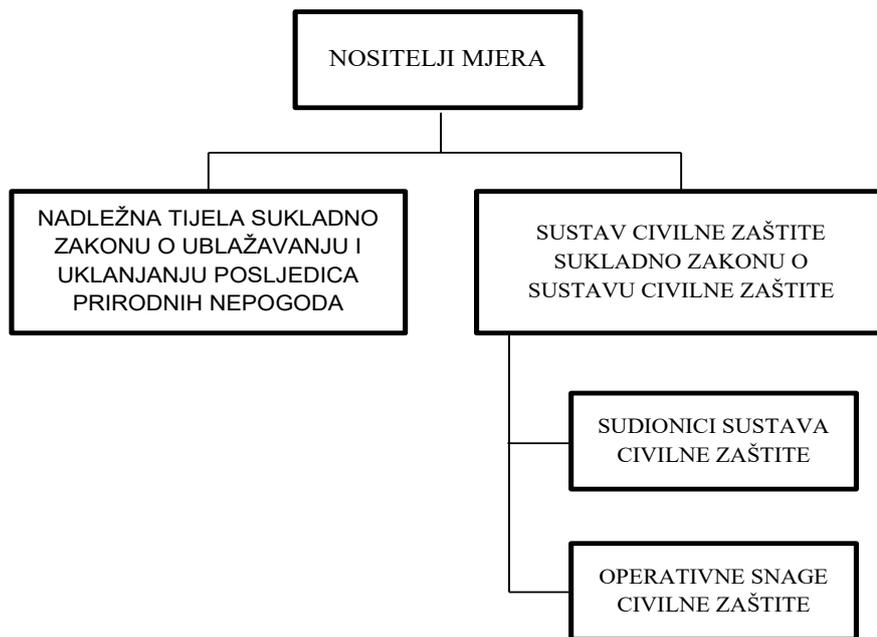 NOSITELJI MJERA
NADLEŽNA TIJELA SUKLADNO
ZAKONU O UBLAŽAVANJU I
UKLANJANJU POSLJEDICA
PRIRODNIH NEPOGODA
SUSTAV CIVILNE ZAŠTITE
SUKLADNO ZAKONU O
SUSTAVU CIVILNE ZAŠTITE
SUDIONICI SUSTAVA
CIVILNE ZAŠTITE
OPERATIVNE SNAGE
CIVILNE ZAŠTITE